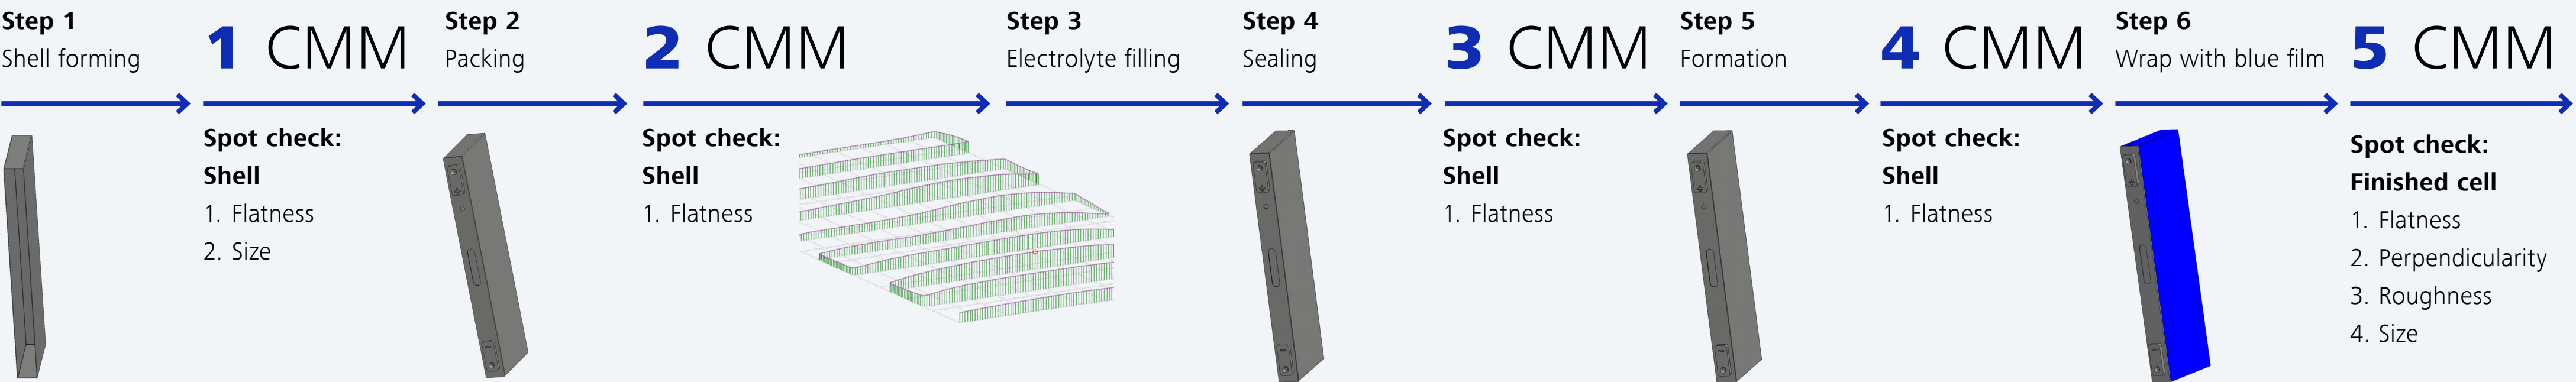 Step 1
Shell forming
1 CMM
Spot check:
Shell
1. Flatness
2. Size
Step 2
Packing
2 CMM
Spot check:
Shell
1. Flatness
Step 3
Electrolyte filling
Step 4
Sealing
3 CMM
Spot check:
Shell
1. Flatness
Step 5
Formation
4 CMM
Spot check:
Shell
1. Flatness
Step 6
Wrap with blue film
5 CMM
Spot check:
Finished cell
1. Flatness
2. Perpendicularity
3. Roughness
4. Size